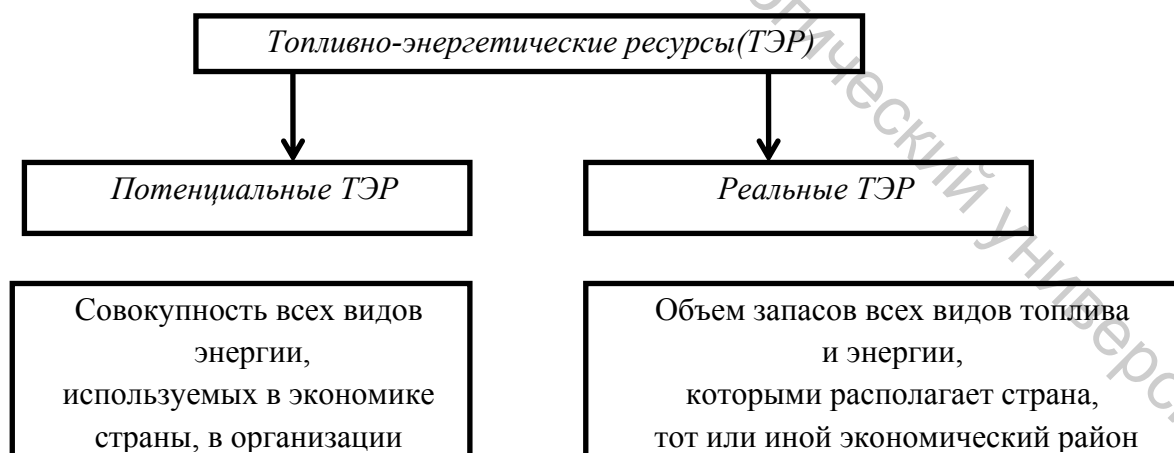 Топливно-энергетические ресурсы(ТЭР)
Потенциальные ТЭР
Реальные ТЭР
Совокупность всех видов
энергии,
используемых в экономике
страны, в организации
Объем запасов всех видов топлива
и энергии,
которыми располагает страна,
тот или иной экономический район